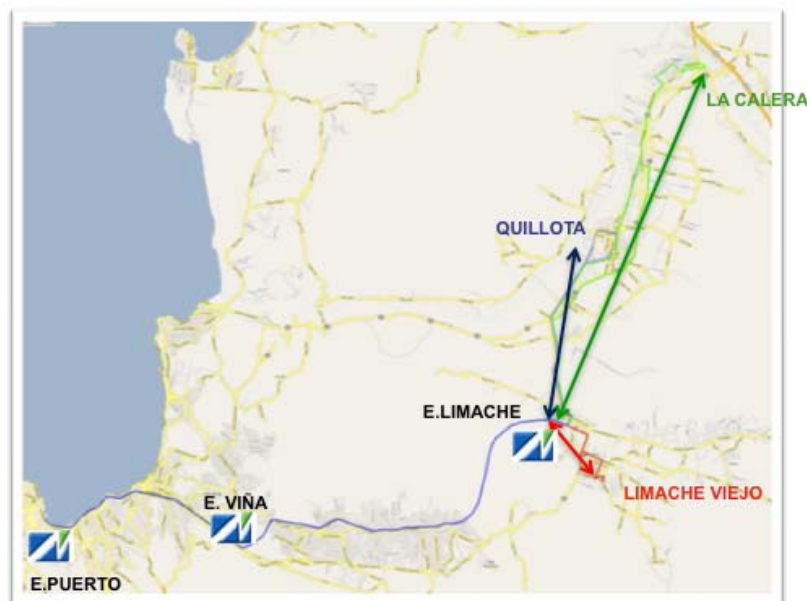 LA CALERA
QUILLOTA
E.LIMACHE
LIMACHE VIEJO
E. VIÑA
E.PUERTO